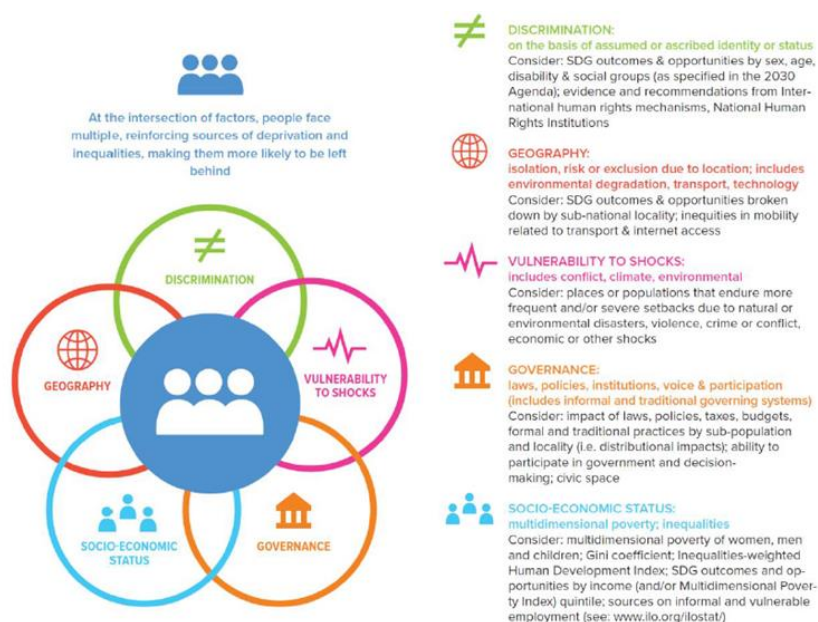 At the intersection of factors, people face
multiple, reinforcing sources of deprivation and
inequalities, making them more likely to be left
behind
DISCRIMINATION
GEOGRAPHY
VULNERABILITY
TO SHOCKS
SOCIO-ECONOMIC
STATUS
GOVERNANCE
DISCRIMINATION:
on the basis of assumed or ascribed identity or status
Consider: SDG outcomes & opportunities by sex, age,
disability & social groups (as specified in the 2030
Agenda); evidence and recommendations from Inter-
national human rights mechanisms, National Human
Rights Institutions
GEOGRAPHY:
isolation, risk or exclusion due to location; includes
environmental degradation, transport, technology
Consider: SDG outcomes & opportunities broken
down by sub-national locality; inequities in mobility
related to transport & internet access
VULNERABILITY TO SHOCKS:
includes conflict, climate, environmental
Consider: places or populations that endure more
frequent and/or severe setbacks due to natural or
environmental disasters, violence, crime or conflict,
economic or other shocks
GOVERNANCE:
laws, policies, institutions, voice & participation
(includes informal and traditional governing systems)
Consider: impact of laws, policies, taxes, budgets,
formal and traditional practices by sub-population
and locality (i.e. distributional impacts); ability to
participate in government and decision-
making; civic space
SOCIO-ECONOMIC STATUS:
multidimensional poverty; inequalities
Consider: multidimensional poverty of women, men
and children; Gini coefficient; Inequalities-weighted
Human Development Index; SDG outcomes and op-
portunities by income (and/or Multidimensional Pover-
ty Index) quintile; sources on informal and vulnerable
employment (see: www.ilo.org/ilostat/)